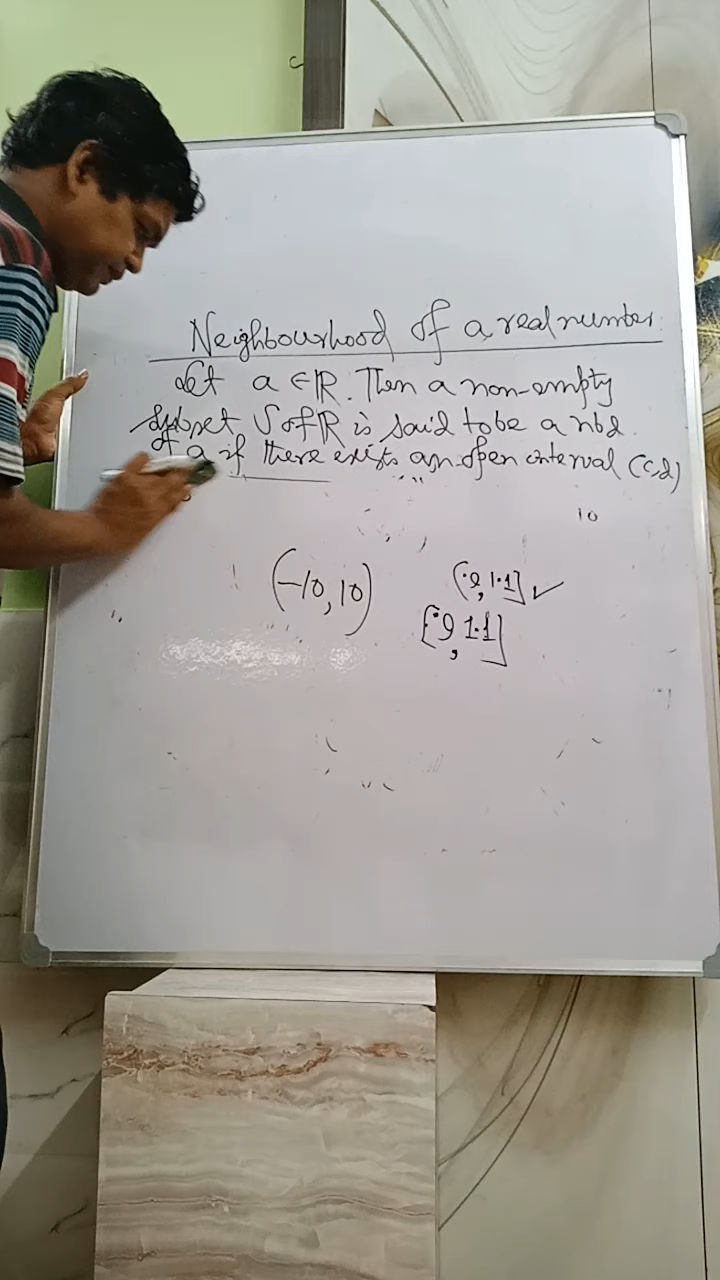 Neighbourhood of a real number
Let a ∈ ℝ. Then a non-empty
subset S of ℝ is said to be a nbd.
of a if there exists an open interval (c,d)
10
(-10, 10)
(·9, 1·1] ✓
[·9, 1·1]